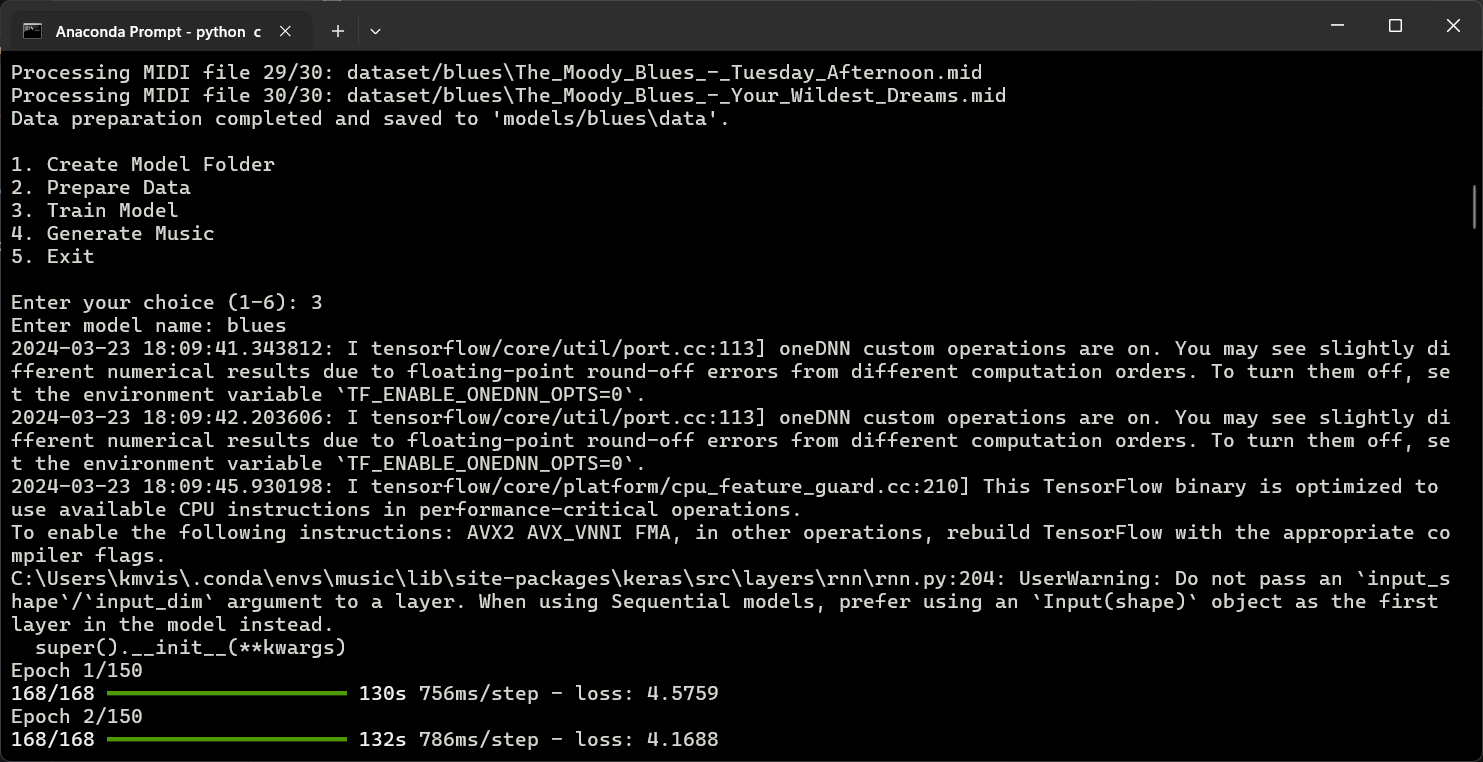 Anaconda Prompt - python c
Processing MIDI file 29/30: dataset/blues\The_Moody_Blues_-_Tuesday_Afternoon.mid
Processing MIDI file 30/30: dataset/blues\The_Moody_Blues_-_Your_Wildest_Dreams.mid
Data preparation completed and saved to 'models/blues\data'.
1. Create Model Folder
2. Prepare Data
3. Train Model
4. Generate Music
5. Exit
Enter your choice (1-6): 3
Enter model name: blues
2024-03-23 18:09:41.343812: I tensorflow/core/util/port.cc:113] oneDNN custom operations are on. You may see slightly di
fferent numerical results due to floating-point round-off errors from different computation orders. To turn them off, se
t the environment variable `TF_ENABLE_ONEDNN_OPTS=0`.
2024-03-23 18:09:42.203606: I tensorflow/core/util/port.cc:113] oneDNN custom operations are on. You may see slightly di
fferent numerical results due to floating-point round-off errors from different computation orders. To turn them off, se
t the environment variable `TF_ENABLE_ONEDNN_OPTS=0`.
2024-03-23 18:09:45.930198: I tensorflow/core/platform/cpu_feature_guard.cc:210] This TensorFlow binary is optimized to
use available CPU instructions in performance-critical operations.
To enable the following instructions: AVX2 AVX_VNNI FMA, in other operations, rebuild TensorFlow with the appropriate co
mpiler flags.
C:\Users\kmvis\.conda\envs\music\lib\site-packages\keras\src\layers\rnn\rnn.py:204: UserWarning: Do not pass an `input_s
hape`/`input_dim` argument to a layer. When using Sequential models, prefer using an `Input(shape)` object as the first
layer in the model instead.
  super().__init__(**kwargs)
Epoch 1/150
168/168 130s 756ms/step - loss: 4.5759
Epoch 2/150
168/168 132s 786ms/step - loss: 4.1688